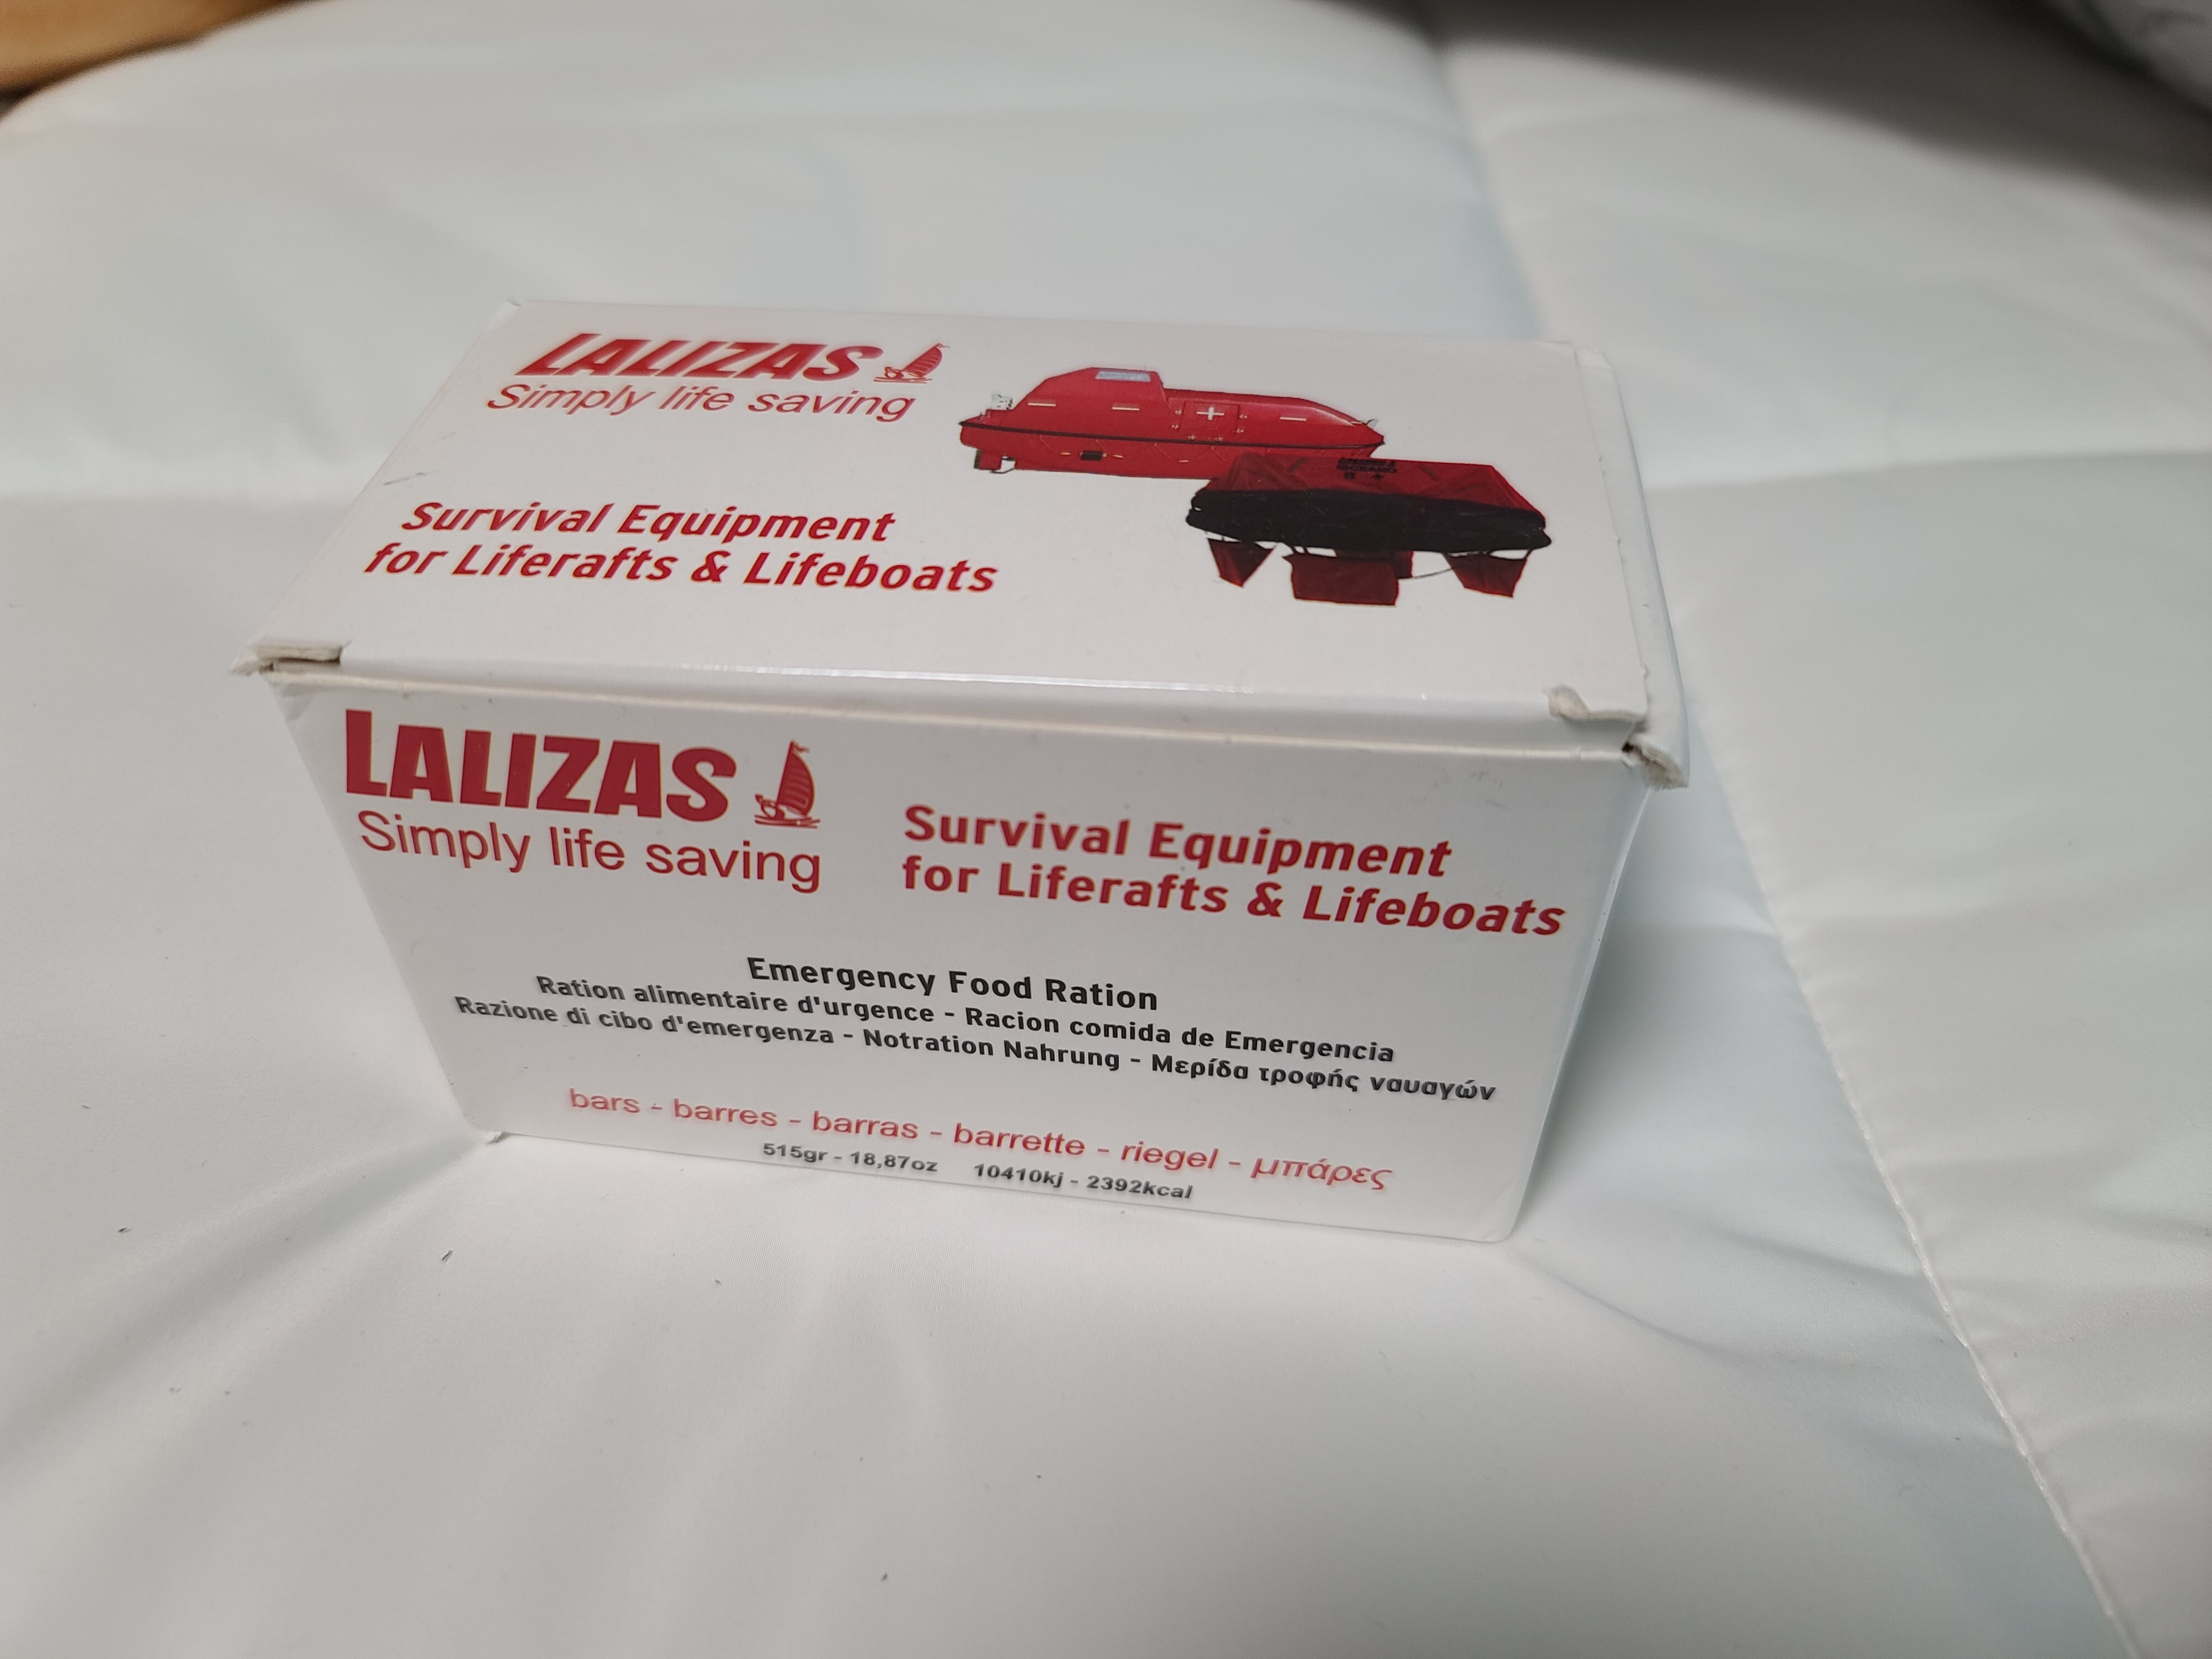 LALIZAS
Simply life saving
Survival Equipment
for Liferafts & Lifeboats
LALIZAS
Simply life saving
Survival Equipment
for Liferafts & Lifeboats
Emergency Food Ration
Ration alimentaire d'urgence - Racion comida de Emergencia
Razione di cibo d'emergenza - Notration Nahrung - Μερίδα τροφής ναυαγών
bars - barres - barras - barrette - riegel - μπάρες
515gr - 18,87oz 10410kj - 2392kcal